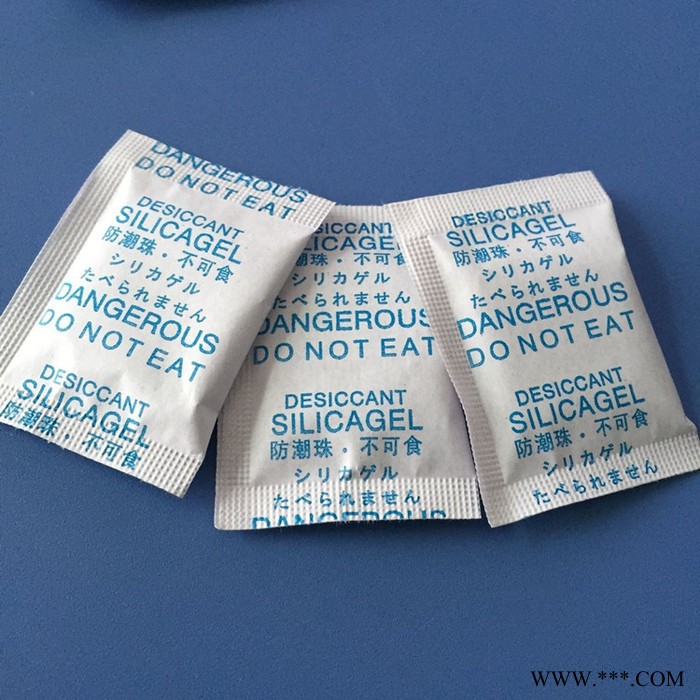 DANGEROUS
DO NOT EAT
DESICCANT
SILICAGEL
防潮珠·不可食
シリカゲル
たべられません
DANGEROUS
DO NOT EAT
DESICCANT
SILICAGEL
防潮珠·不可食
DESICCANT
SILICAGEL
潮珠·不可食
シリカゲル
たべられません
DANGEROUS
DO NOT EAT
DESICCANT
SILICAGEL
防潮珠·不可食
シリカゲル
たべられません
DANGEROUS
DESICCANT
SILICAGEL
防潮珠·不可食
シリカゲル
たべられません
DANGEROUS
DO NOT EAT
DESICCANT
SILICAGEL
防潮珠·不可食
シリカゲル
たべられません
WWW.***.COM